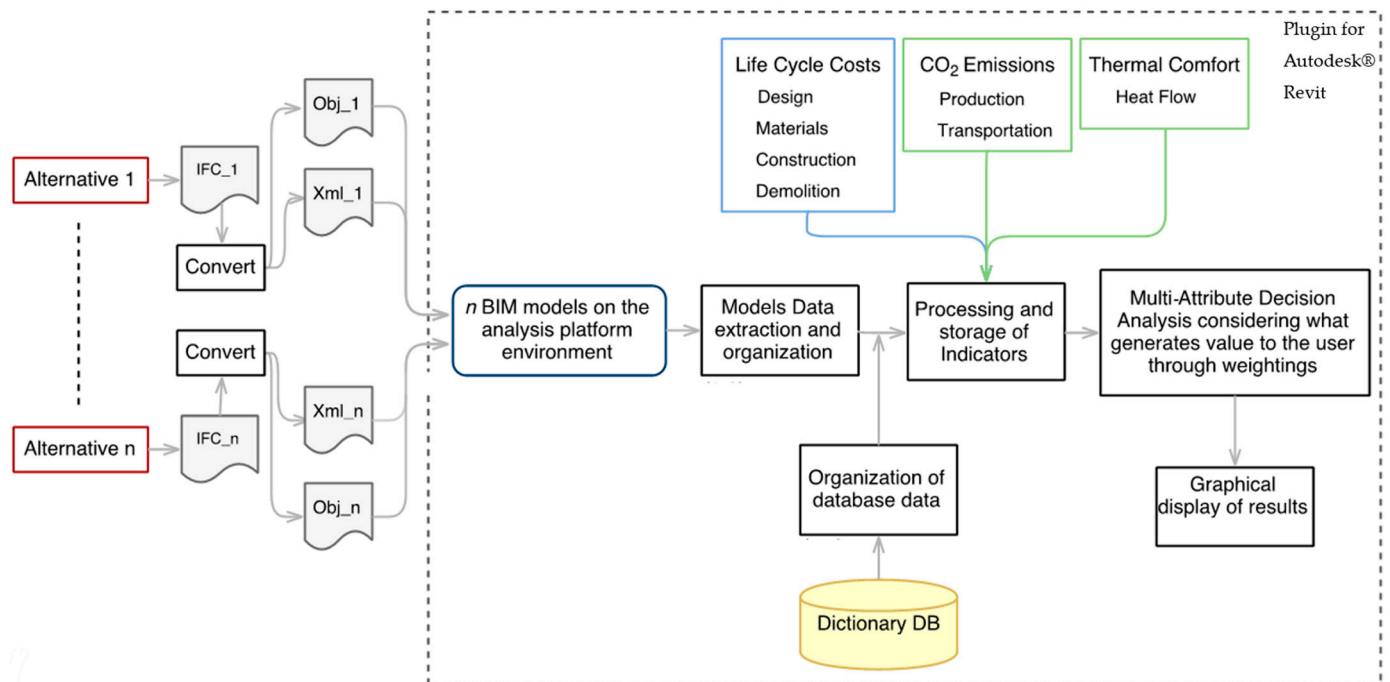 Plugin for
Autodesk®
Revit
Life Cycle Costs
Design
Materials
Construction
Demolition
CO₂ Emissions
Production
Transportation
Thermal Comfort
Heat Flow
Obj_1
Alternative 1
IFC_1
Xml_1
Convert
n BIM models on the
analysis platform
environment
Models Data
extraction and
organization
Processing and
storage of
Indicators
Multi-Attribute Decision
Analysis considering what
generates value to the user
through weightings
Convert
Xml_n
Alternative n
IFC_n
Obj_n
Organization of
database data
Graphical
display of results
Dictionary DB